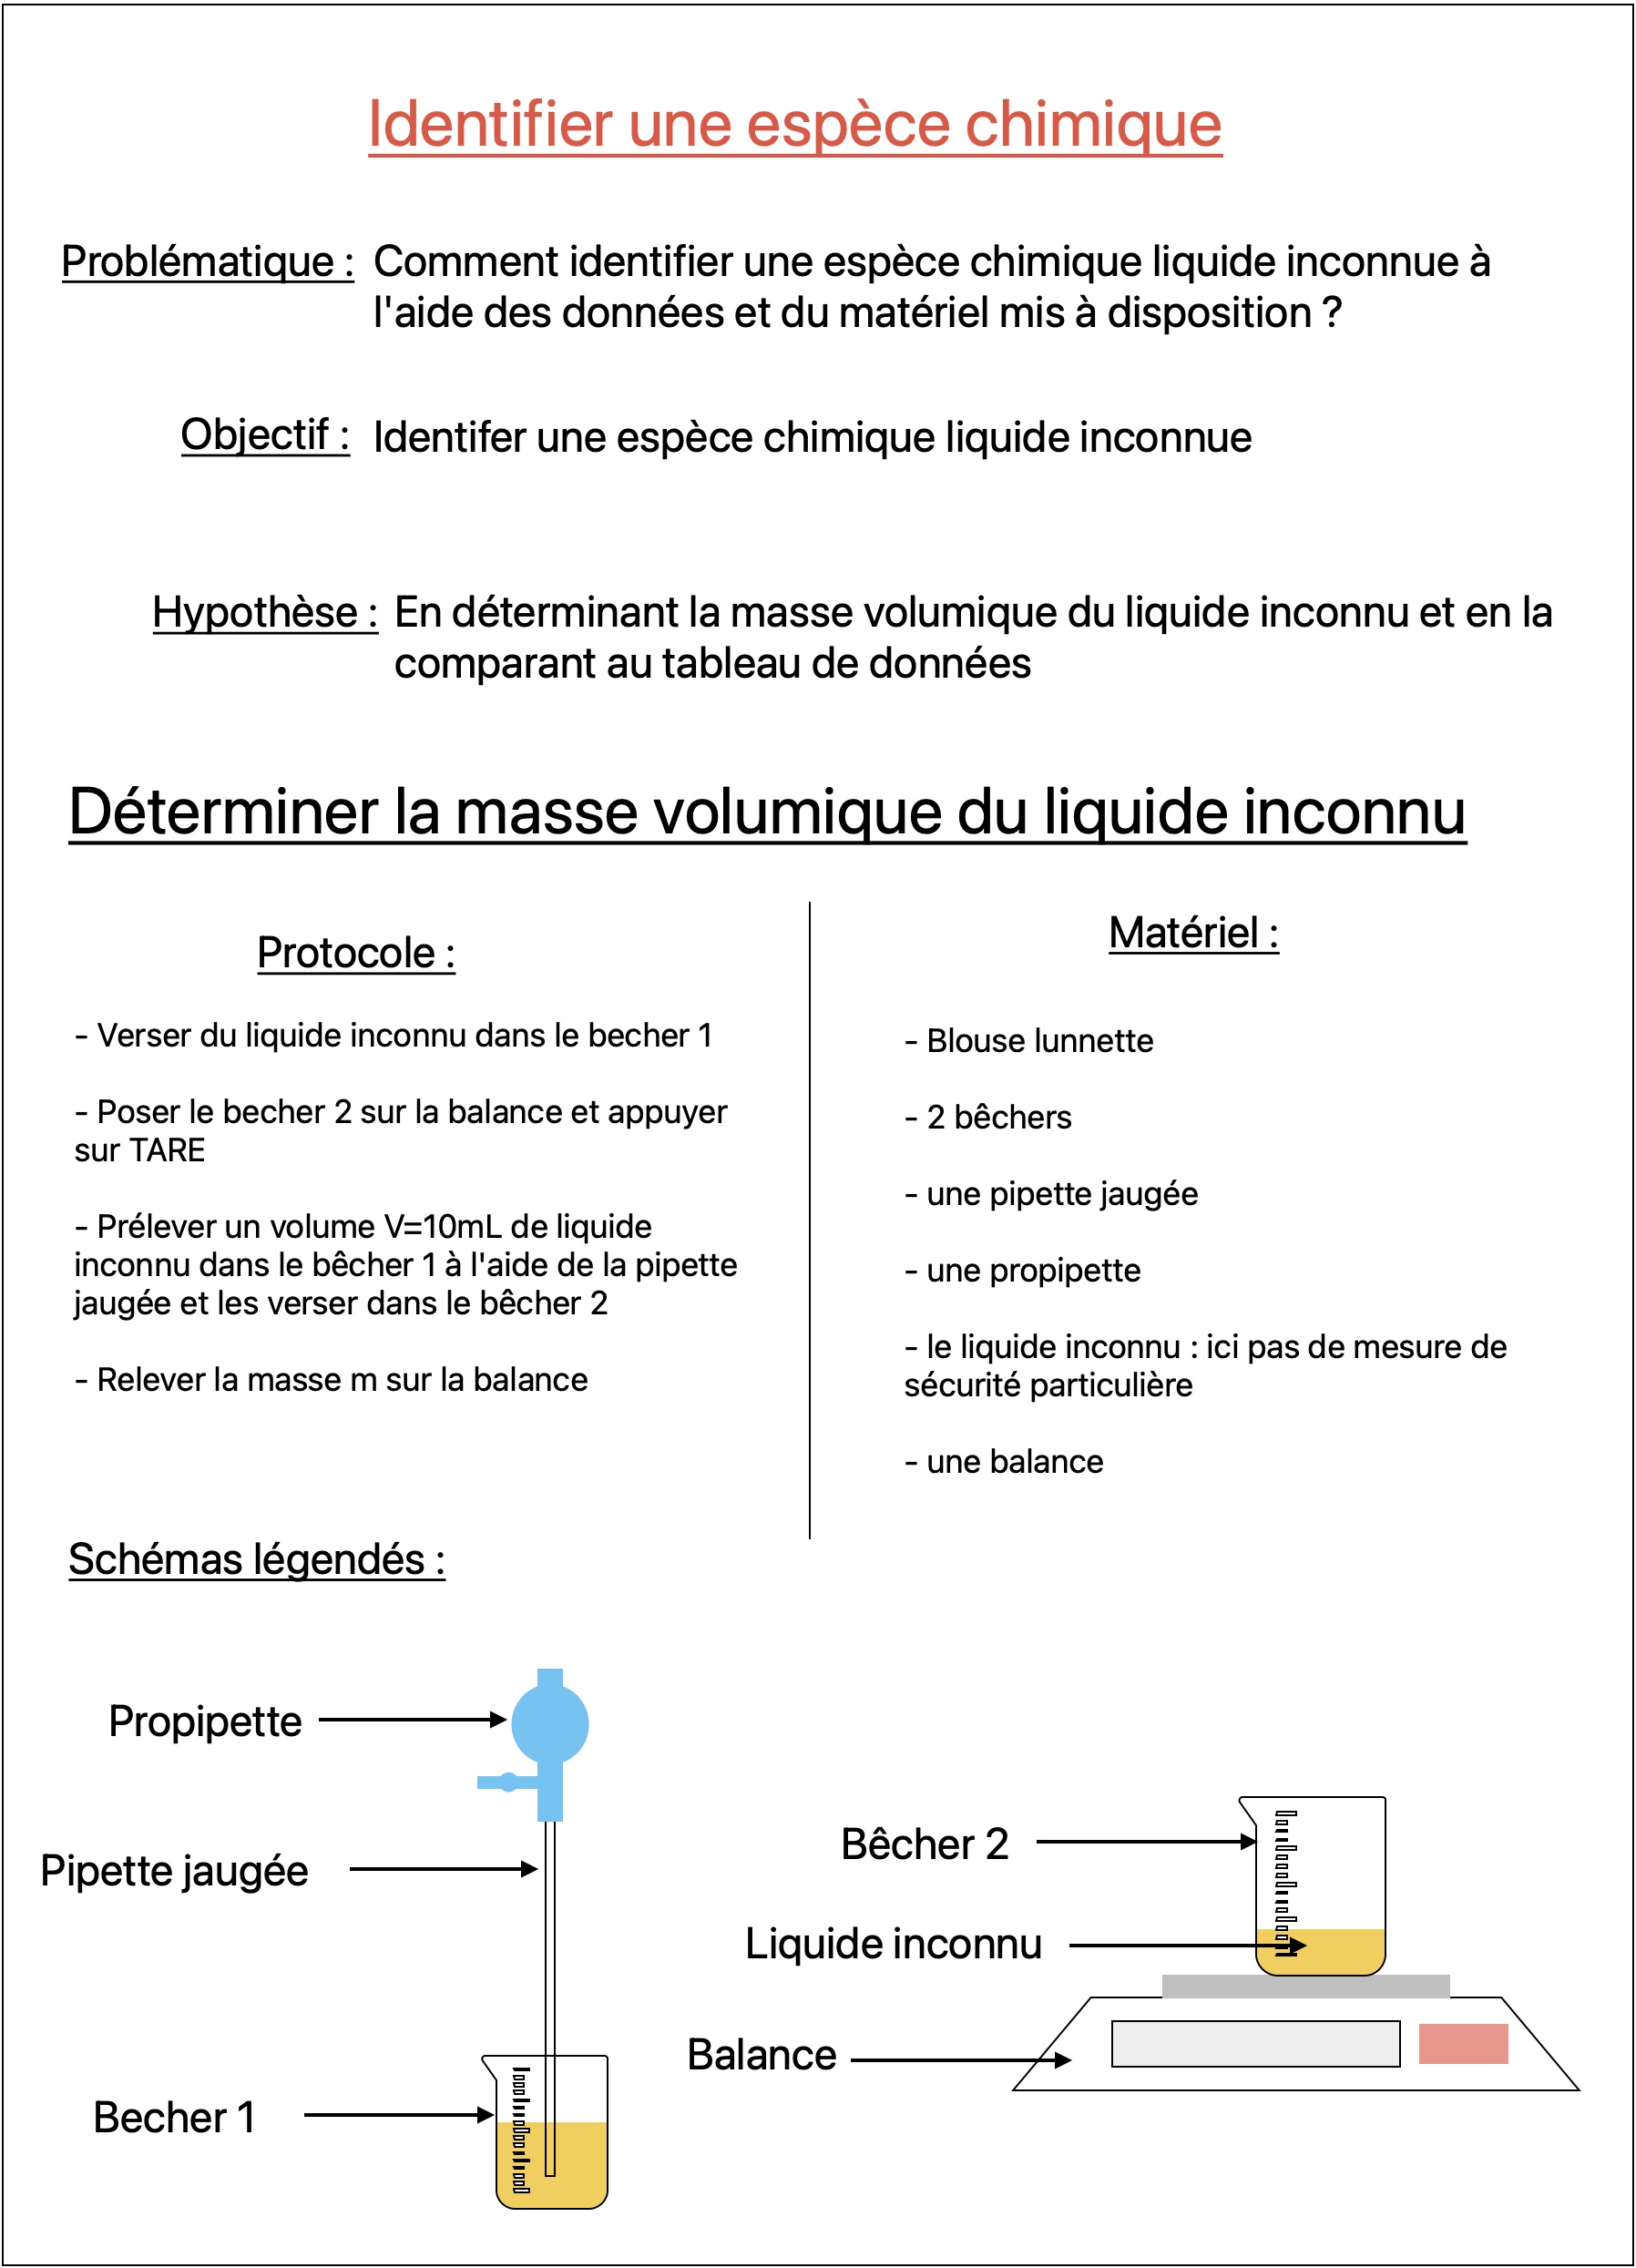 Identifier une espèce chimique
Problématique : Comment identifier une espèce chimique liquide inconnue à
l'aide des données et du matériel mis à disposition ?
Objectif : Identifer une espèce chimique liquide inconnue
Hypothèse : En déterminant la masse volumique du liquide inconnu et en la
comparant au tableau de données
Déterminer la masse volumique du liquide inconnu
Protocole :
- Verser du liquide inconnu dans le becher 1
- Poser le becher 2 sur la balance et appuyer
sur TARE
- Prélever un volume V=10mL de liquide
inconnu dans le bêcher 1 à l'aide de la pipette
jaugée et les verser dans le bêcher 2
- Relever la masse m sur la balance
Matériel :
- Blouse lunnette
- 2 bêchers
- une pipette jaugée
- une propipette
- le liquide inconnu : ici pas de mesure de
sécurité particulière
- une balance
Schémas légendés :
Propipette
Pipette jaugée
Becher 1
Bêcher 2
Liquide inconnu
Balance